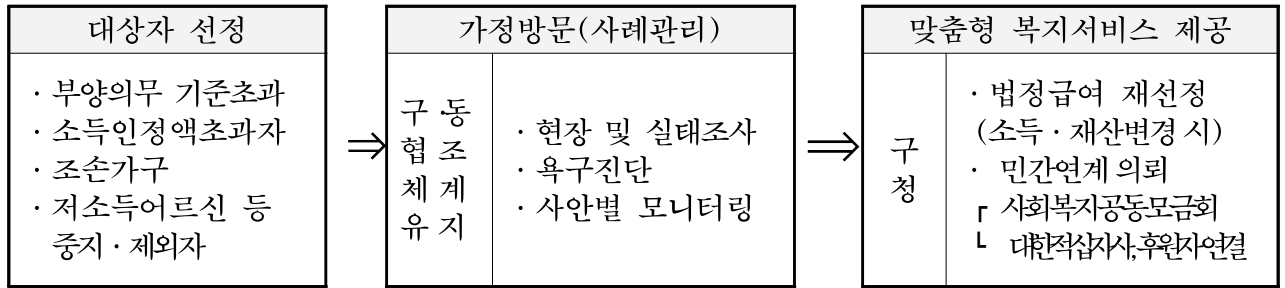 대상자 선정
· 부양의무 기준초과
· 소득인정액초과자
· 조손가구
· 저소득어르신 등
중지 · 제외자
⇒
가정방문(사례관리)
구 동
협 조
체 계
유 지
· 현장 및 실태조사
· 욕구진단
· 사안별 모니터링
⇒
맞춤형 복지서비스 제공
구
청
· 법정급여 재선정
(소득 · 재산변경 시)
· 민간연계 의뢰
┌ 사회복지공동모금회
└ 대한적십자사,후원자연결